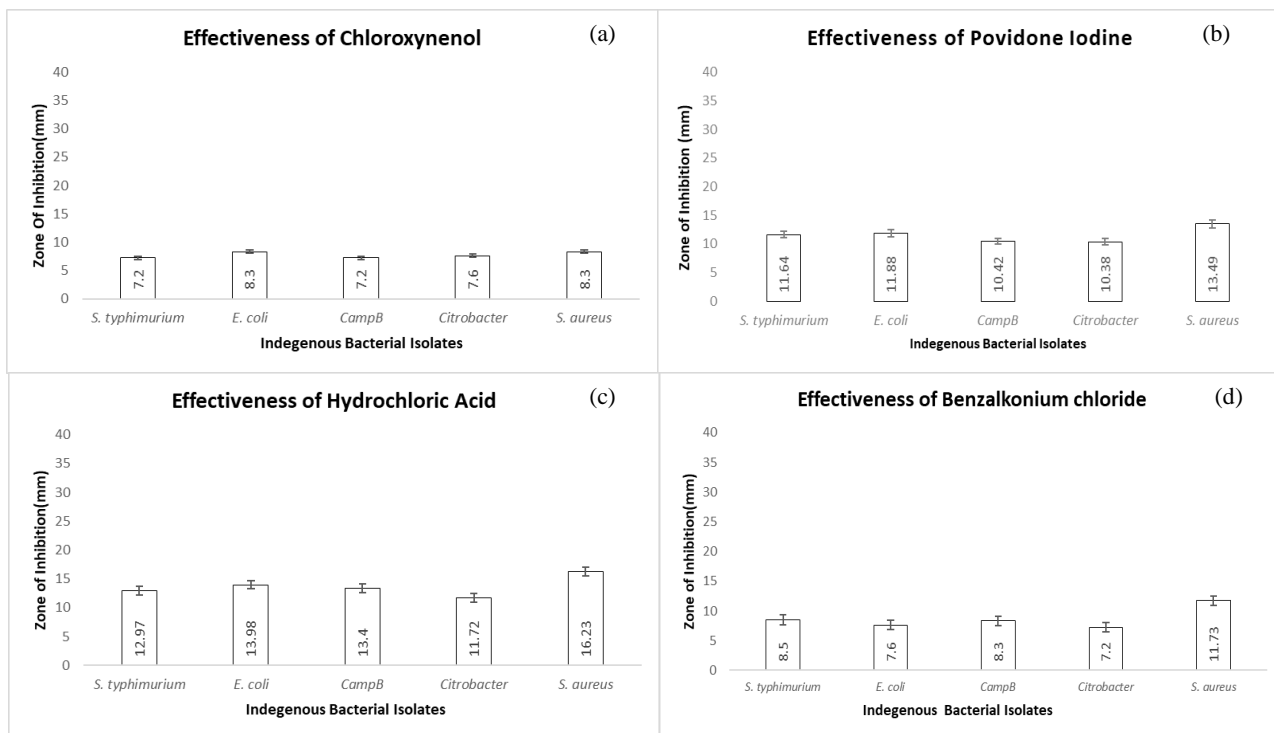 Effectiveness of Chloroxynenol
(a)
Zone Of Inhibition(mm)
40
35
30
25
20
15
10
5
0
7.2
8.3
7.2
7.6
8.3
S. typhimurium E. coli CampB Citrobacter S. aureus
Indegenous Bacterial Isolates
Effectiveness of Povidone Iodine
(b)
Zone of Inhibition (mm)
40
35
30
25
20
15
10
5
0
11.64
11.88
10.42
10.38
13.49
S. typhimurium E. coli CampB Citrobacter S. aureus
Indegenous Bacterial Isolates
Effectiveness of Hydrochloric Acid
(c)
Zone of Inhibition(mm)
40
35
30
25
20
15
10
5
0
12.97
13.98
13.4
11.72
16.23
S. typhimurium E. coli CampB Citrobacter S. aureus
Indegenous Bacterial Isolates
Effectiveness of Benzalkonium chloride
(d)
Zone of Inhibition(mm)
40
35
30
25
20
15
10
5
0
8.5
7.6
8.3
7.2
11.73
S. typhimurium E. coli CampB Citrobacter S. aureus
Indegenous Bacterial Isolates